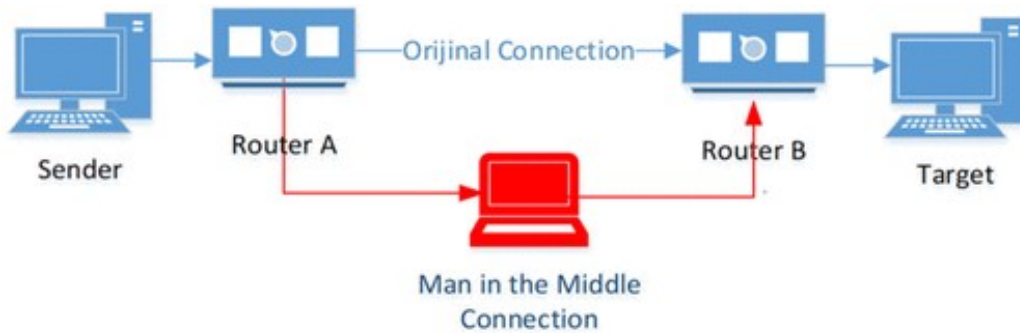 Orijinal Connection
Sender
Router A
Router B
Target
Man in the Middle
Connection